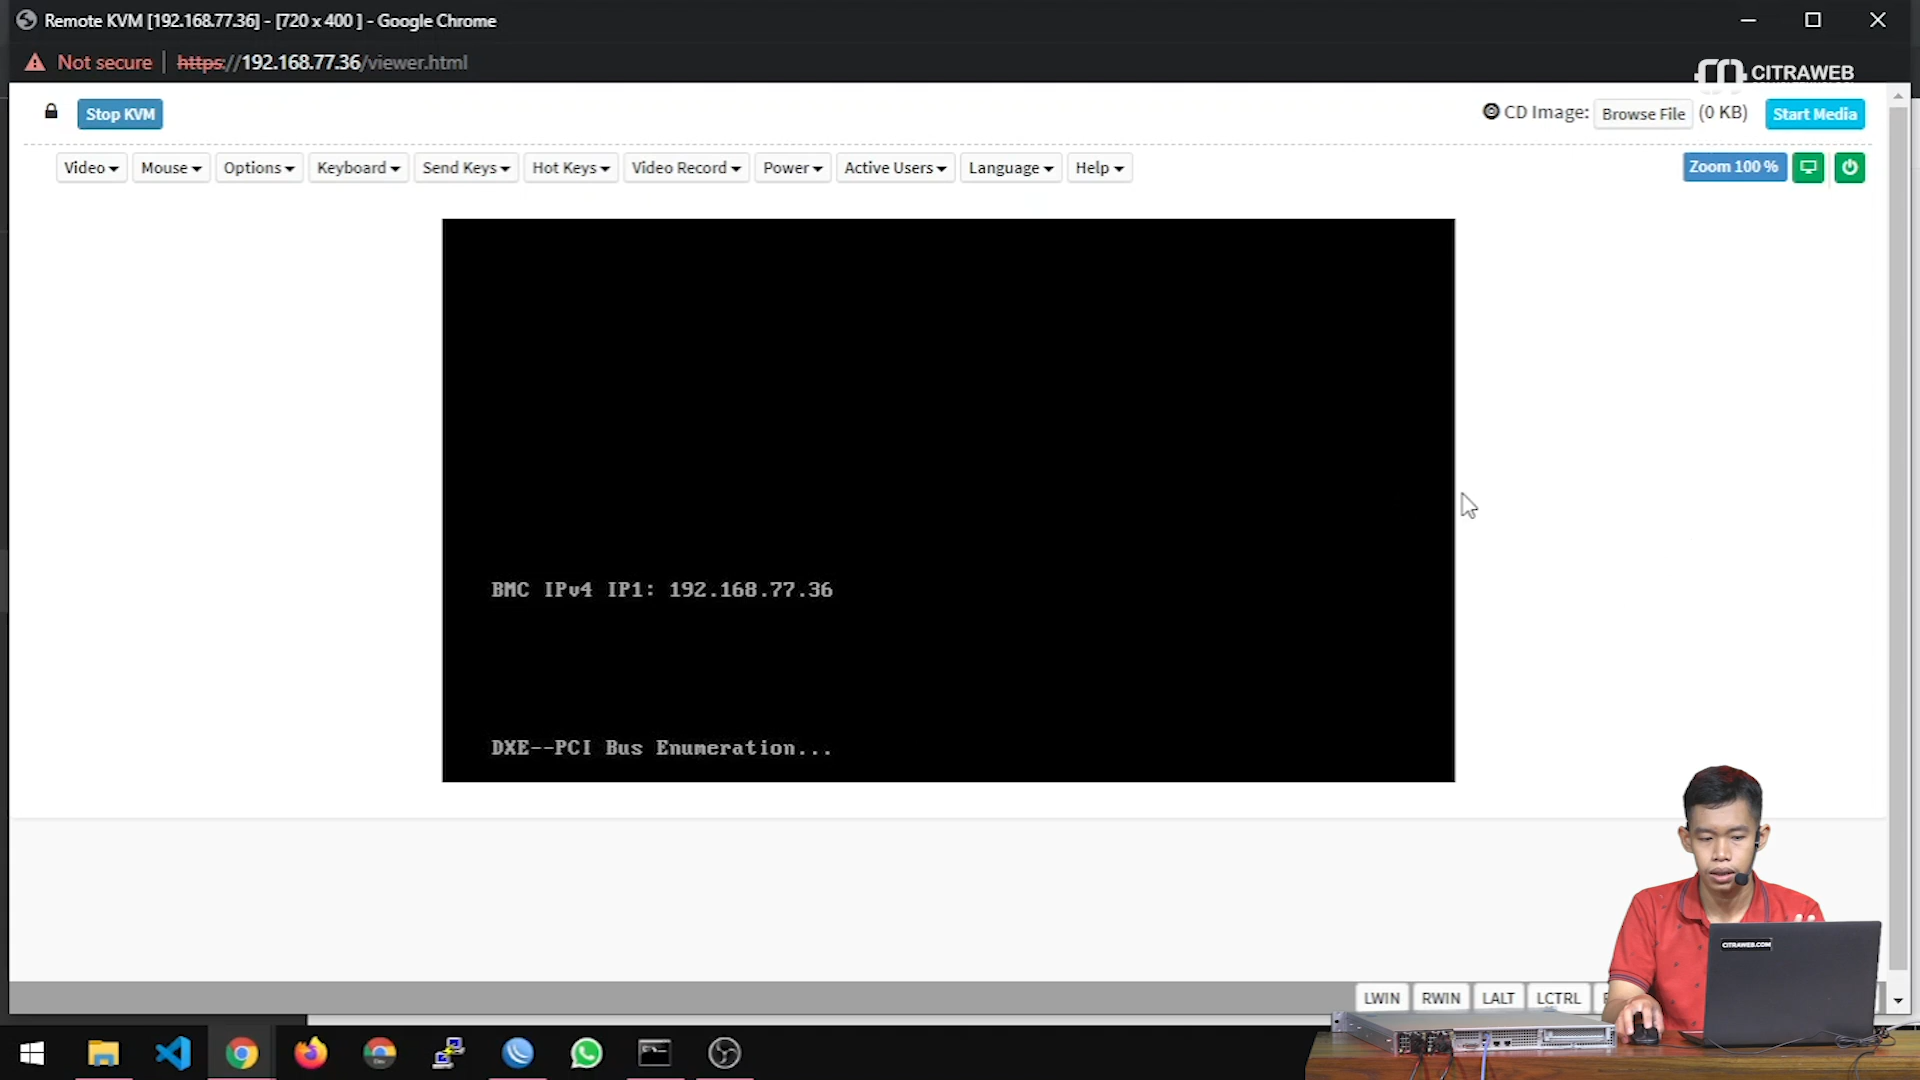 Remote KVM [192.168.77.36] - [720 x 400 ] - Google Chrome
Not secure | https://192.168.77.36/viewer.html
CITRAWEB
Stop KVM
CD Image: Browse File (0 KB) Start Media
Video Mouse Options Keyboard Send Keys Hot Keys Video Record Power Active Users Language Help
Zoom 100 %
BMC IPv4 IP1: 192.168.77.36
DXE--PCI Bus Enumeration...
CITRAWEB.COM
LWIN RWIN LALT LCTRL